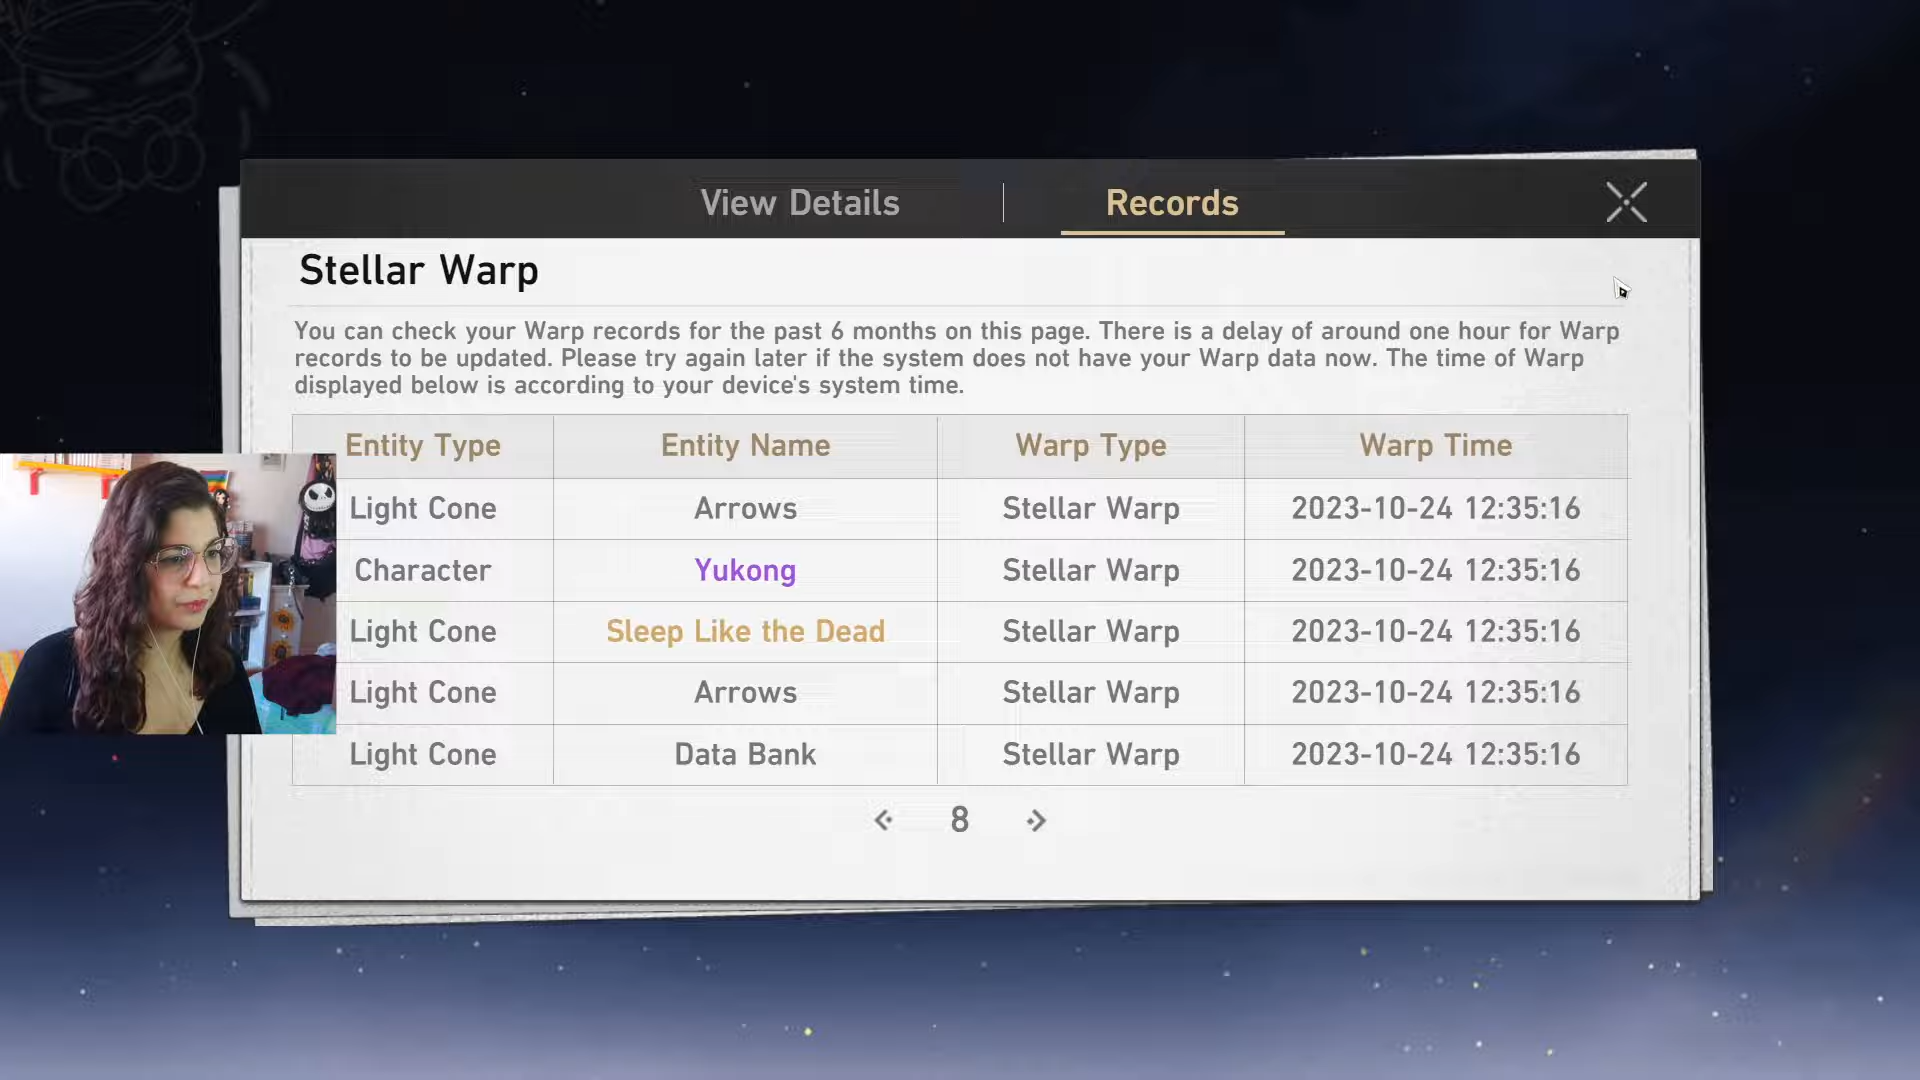 View Details
Records
Stellar Warp
You can check your Warp records for the past 6 months on this page. There is a delay of around one hour for Warp
records to be updated. Please try again later if the system does not have your Warp data now. The time of Warp
displayed below is according to your device's system time.
Entity Type Entity Name Warp Type Warp Time
Light Cone Arrows Stellar Warp 2023-10-24 12:35:16
Character Yukong Stellar Warp 2023-10-24 12:35:16
Light Cone Sleep Like the Dead Stellar Warp 2023-10-24 12:35:16
Light Cone Arrows Stellar Warp 2023-10-24 12:35:16
Light Cone Data Bank Stellar Warp 2023-10-24 12:35:16
8